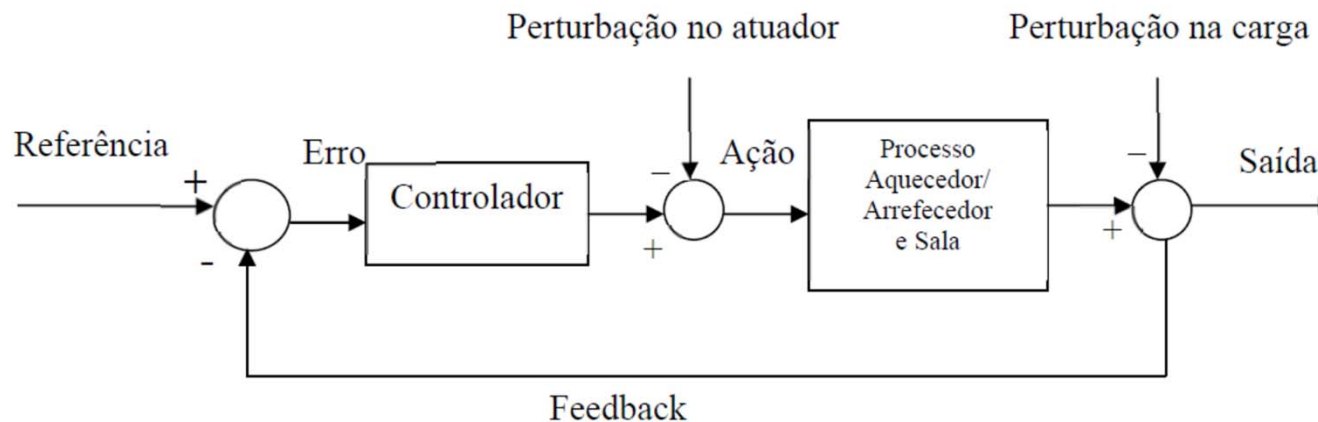 Perturbação no atuador
Perturbação na carga
Referência
Erro
Controlador
Ação
Processo
Aquecedor/
Arrefecedor
e Sala
Saída
+
-
−
+
−
+
Feedback